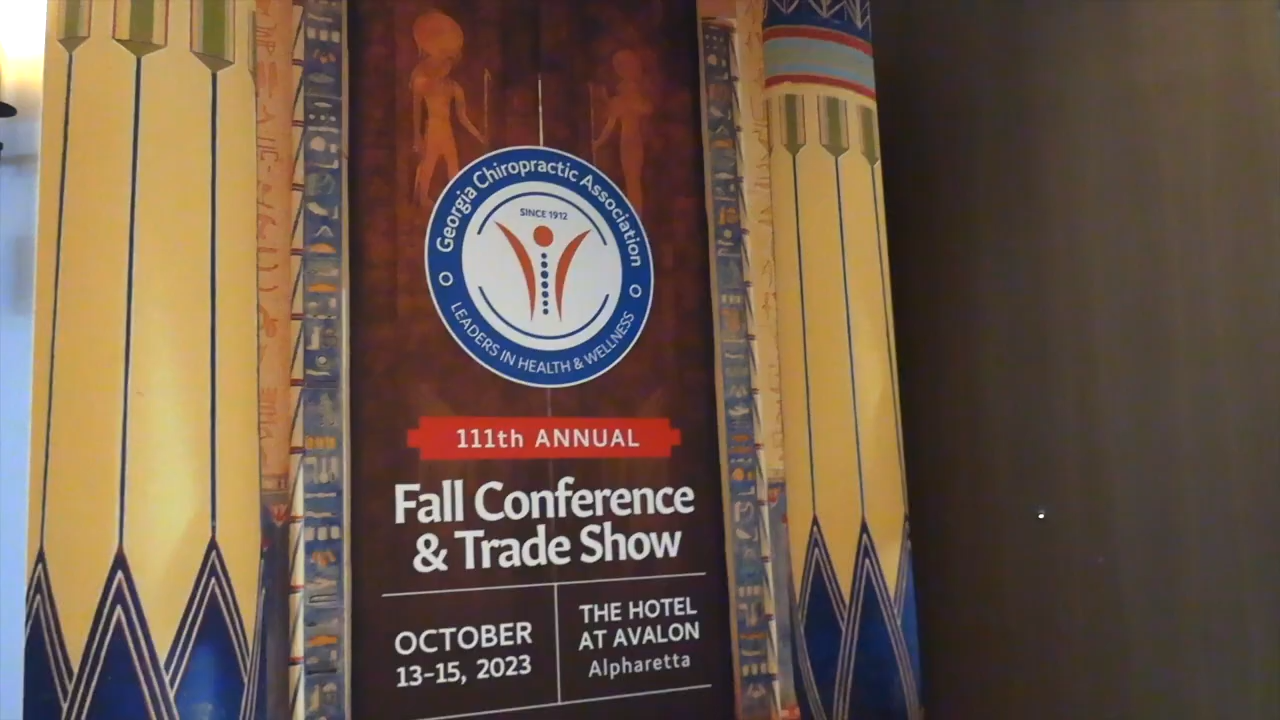 Georgia Chiropractic Association
SINCE 1912
LEADERS IN HEALTH & WELLNESS
111th ANNUAL
Fall Conference
& Trade Show
OCTOBER
13-15, 2023
THE HOTEL
AT AVALON
Alpharetta